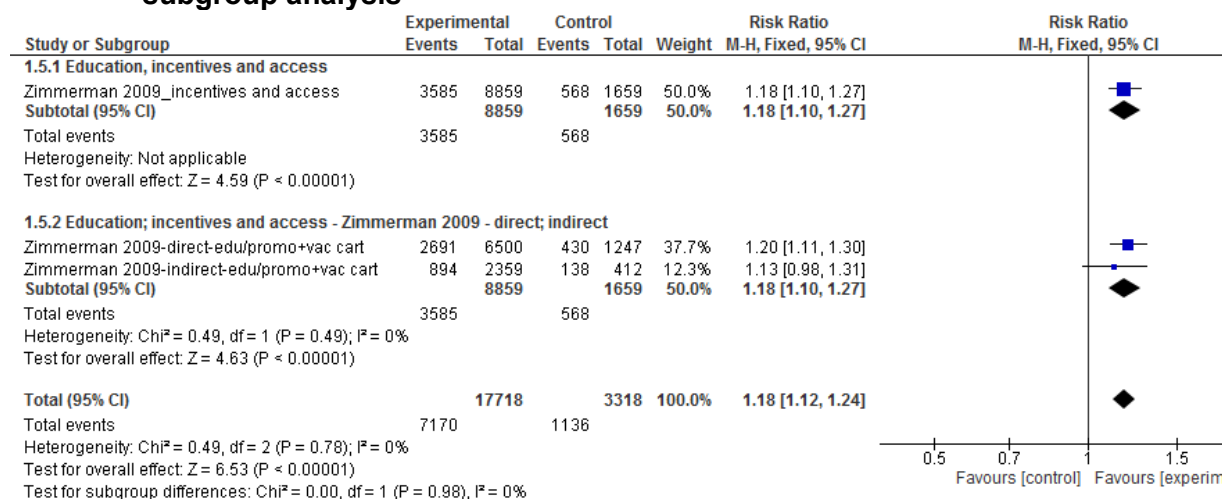 subgroup analysis
Experimental Control Risk Ratio Risk Ratio
Study or Subgroup Events Total Events Total Weight M-H, Fixed, 95% CI M-H, Fixed, 95% CI
1.5.1 Education, incentives and access
Zimmerman 2009_incentives and access 3585 8859 568 1659 50.0% 1.18 [1.10, 1.27]
Subtotal (95% CI) 8859 1659 50.0% 1.18 [1.10, 1.27]
Total events 3585 568
Heterogeneity: Not applicable
Test for overall effect: Z = 4.59 (P < 0.00001)
1.5.2 Education; incentives and access - Zimmerman 2009 - direct; indirect
Zimmerman 2009-direct-edu/promo+vac cart 2691 6500 430 1247 37.7% 1.20 [1.11, 1.30]
Zimmerman 2009-indirect-edu/promo+vac cart 894 2359 138 412 12.3% 1.13 [0.98, 1.31]
Subtotal (95% CI) 8859 1659 50.0% 1.18 [1.10, 1.27]
Total events 3585 568
Heterogeneity: Chi² = 0.49, df = 1 (P = 0.49); I² = 0%
Test for overall effect: Z = 4.63 (P < 0.00001)
Total (95% CI) 17718 3318 100.0% 1.18 [1.12, 1.24]
Total events 7170 1136
Heterogeneity: Chi² = 0.49, df = 2 (P = 0.78); I² = 0%
Test for overall effect: Z = 6.53 (P < 0.00001)
Test for subgroup differences: Chi² = 0.00, df = 1 (P = 0.98), I² = 0%
0.5 0.7 1 1.5
Favours [control] Favours [experim